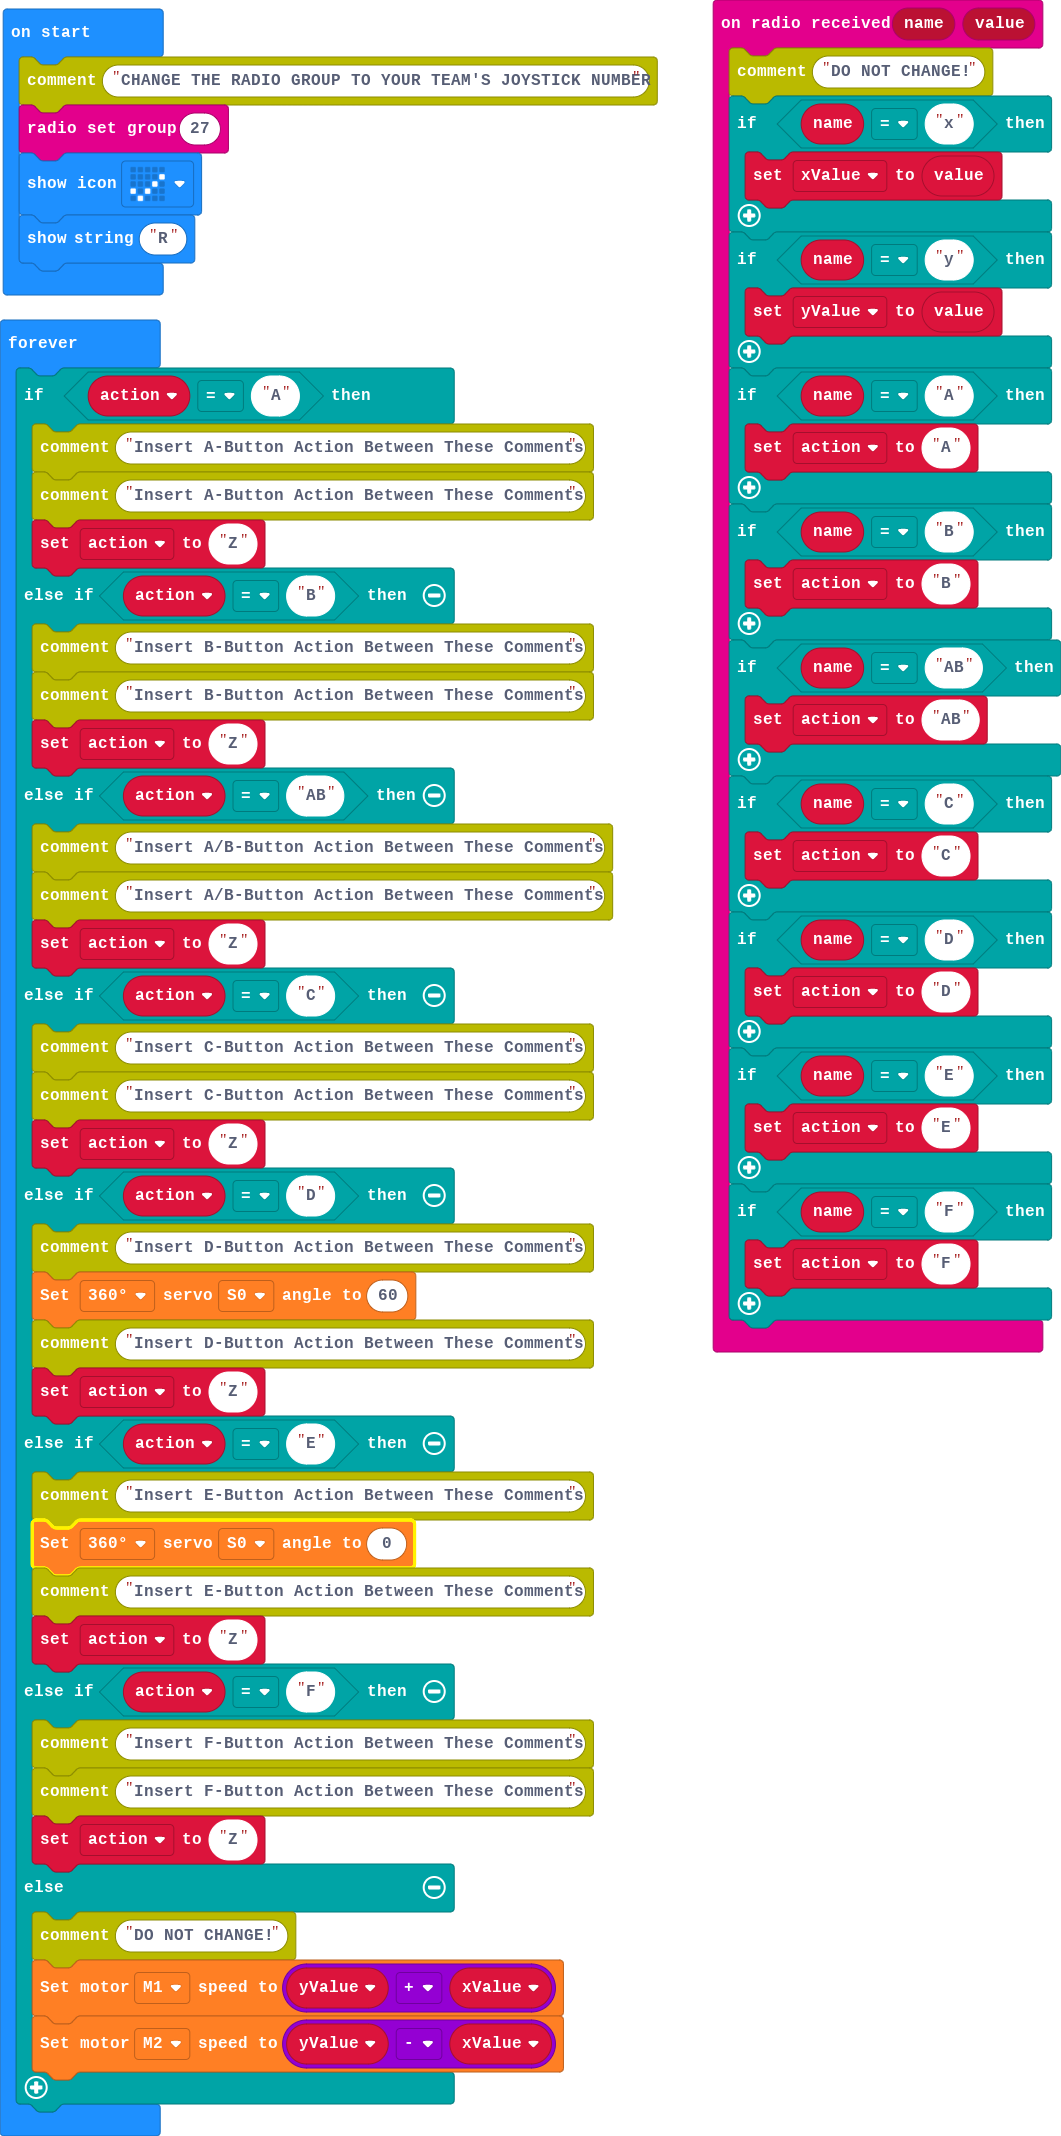 on start
comment "CHANGE THE RADIO GROUP TO YOUR TEAM'S JOYSTICK NUMBER"
radio set group 27
show icon
show string "R"
forever
if action = "A" then
comment "Insert A-Button Action Between These Comments"
comment "Insert A-Button Action Between These Comments"
set action to "Z"
else if action = "B" then
comment "Insert B-Button Action Between These Comments"
comment "Insert B-Button Action Between These Comments"
set action to "Z"
else if action = "AB" then
comment "Insert A/B-Button Action Between These Comments"
comment "Insert A/B-Button Action Between These Comments"
set action to "Z"
else if action = "C" then
comment "Insert C-Button Action Between These Comments"
comment "Insert C-Button Action Between These Comments"
set action to "Z"
else if action = "D" then
comment "Insert D-Button Action Between These Comments"
Set 360° servo S0 angle to 60
comment "Insert D-Button Action Between These Comments"
set action to "Z"
else if action = "E" then
comment "Insert E-Button Action Between These Comments"
Set 360° servo S0 angle to 0
comment "Insert E-Button Action Between These Comments"
set action to "Z"
else if action = "F" then
comment "Insert F-Button Action Between These Comments"
comment "Insert F-Button Action Between These Comments"
set action to "Z"
else
comment "DO NOT CHANGE!"
Set motor M1 speed to yValue + xValue
Set motor M2 speed to yValue - xValue
on radio received name value
comment "DO NOT CHANGE!"
if name = "x" then
set xValue to value
if name = "y" then
set yValue to value
if name = "A" then
set action to "A"
if name = "B" then
set action to "B"
if name = "AB" then
set action to "AB"
if name = "C" then
set action to "C"
if name = "D" then
set action to "D"
if name = "E" then
set action to "E"
if name = "F" then
set action to "F"